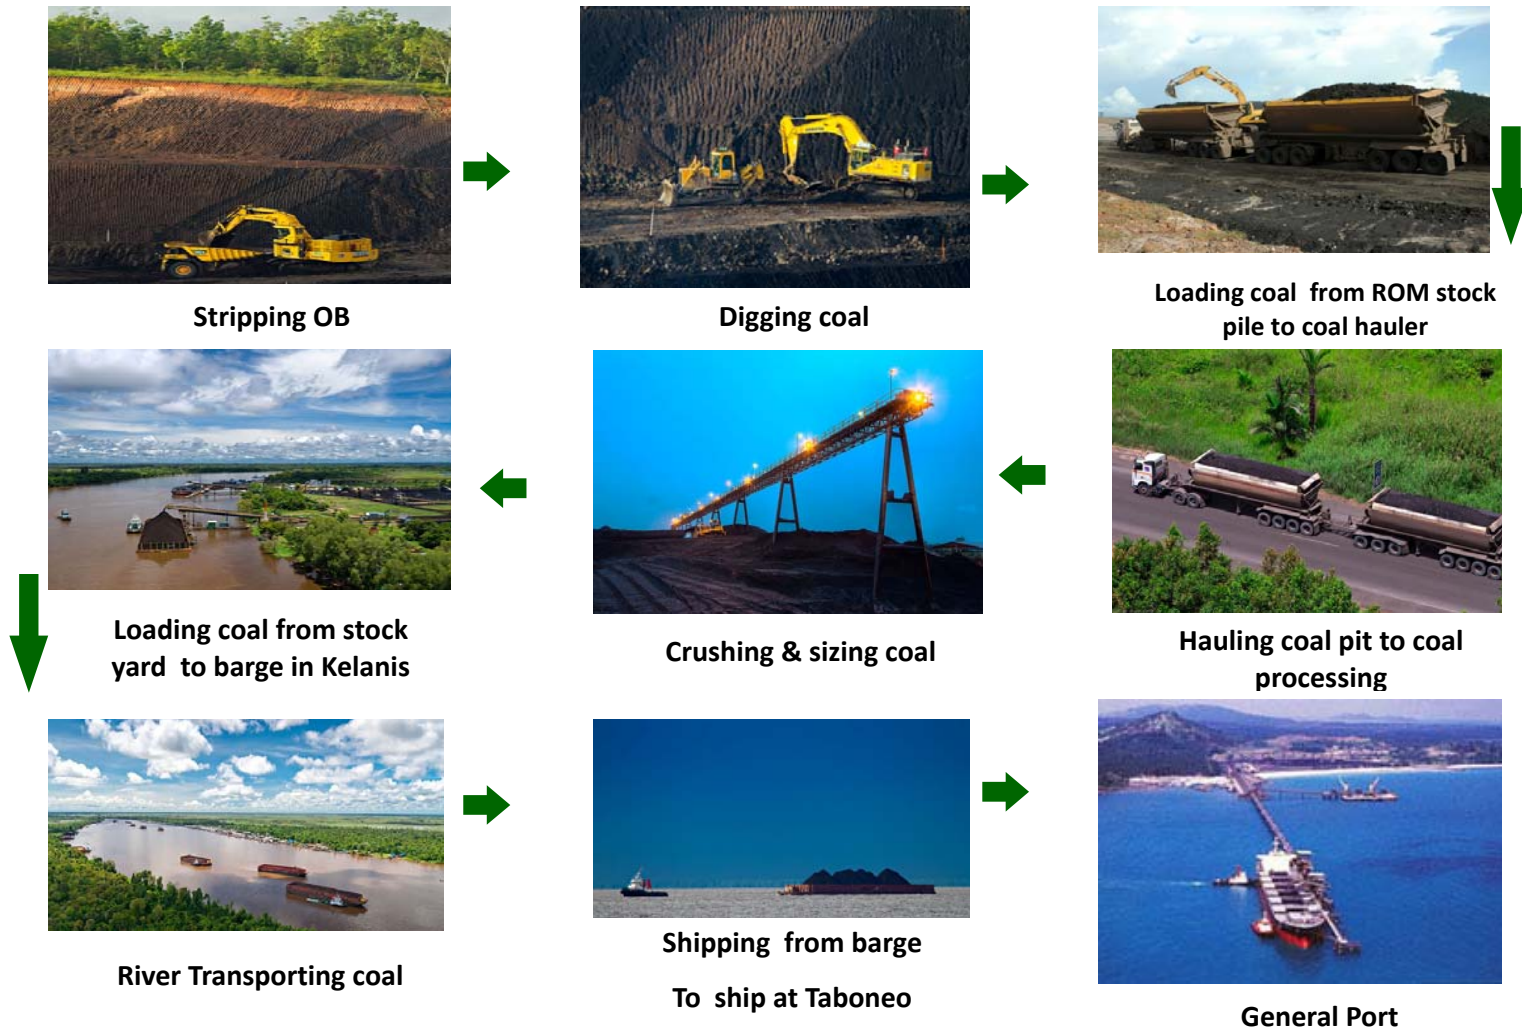 Stripping OB
Digging coal
Loading coal from ROM stock
pile to coal hauler
Loading coal from stock
yard to barge in Kelanis
Crushing & sizing coal
Hauling coal pit to coal
processing
River Transporting coal
Shipping from barge
To ship at Taboneo
General Port